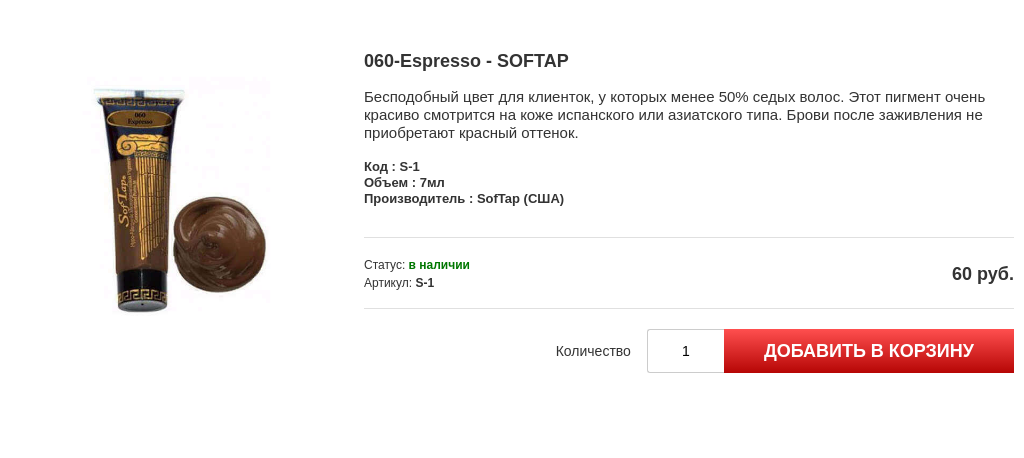 060-Espresso - SOFTAP
Бесподобный цвет для клиенток, у которых менее 50% седых волос. Этот пигмент очень
красиво смотрится на коже испанского или азиатского типа. Брови после заживления не
приобретают красный оттенок.
Код : S-1
Объем : 7мл
Производитель : SofTap (США)
Статус: в наличии
Артикул: S-1
60 руб.
Количество
1
ДОБАВИТЬ В КОРЗИНУ
060
Espresso
SofTap